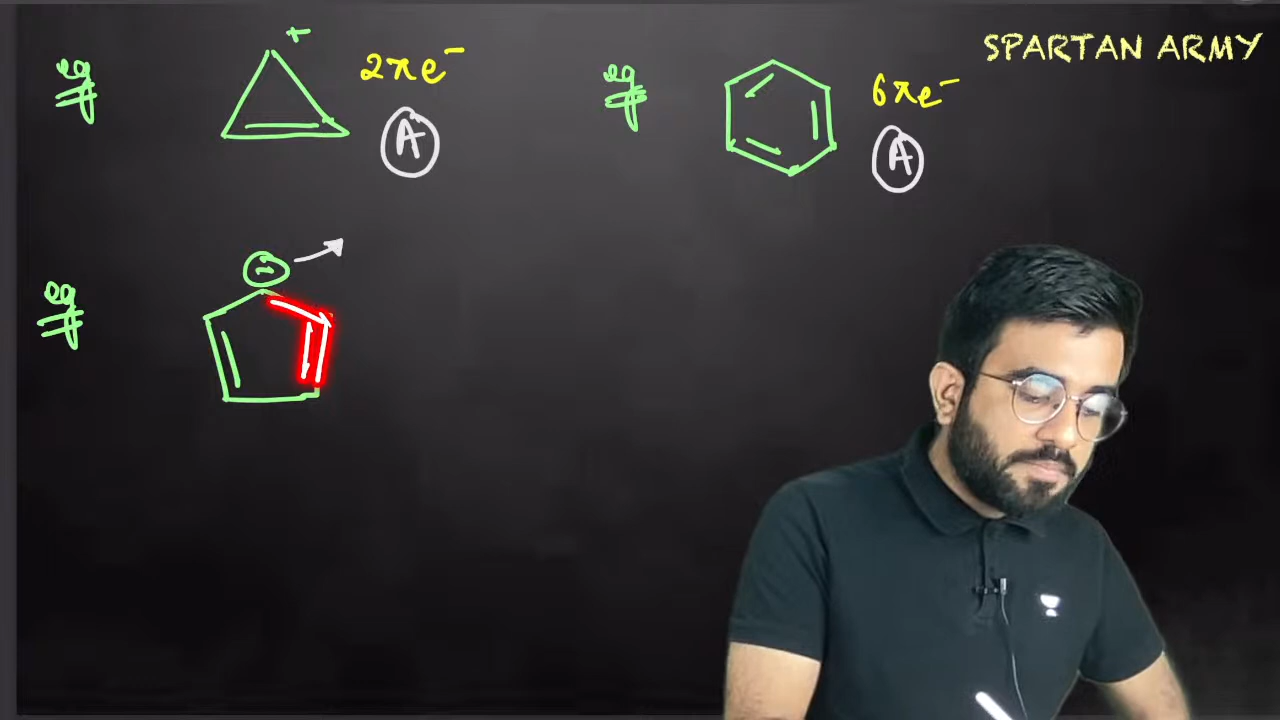 SPARTAN ARMY
eg
+
2πe⁻
A
eg
6πe⁻
A
eg
⊖